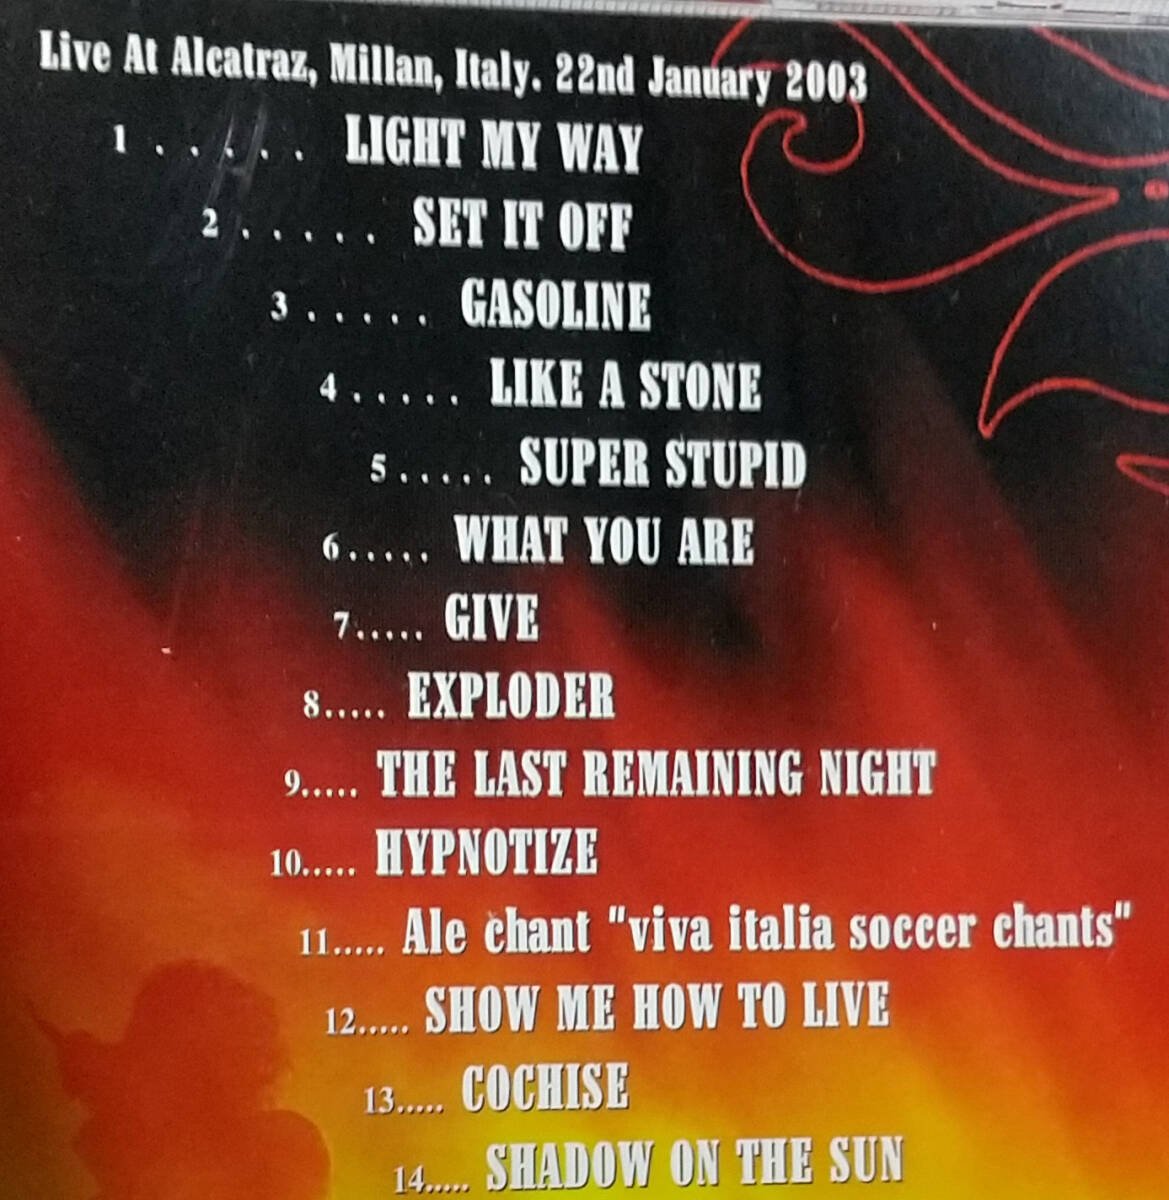 Live At Alcatraz, Millan, Italy. 22nd January 2003
1 . . . . . LIGHT MY WAY
2 . . . . . SET IT OFF
3 . . . . . GASOLINE
4 . . . . . LIKE A STONE
5 . . . . . SUPER STUPID
6..... WHAT YOU ARE
7..... GIVE
8..... EXPLODER
9..... THE LAST REMAINING NIGHT
10..... HYPNOTIZE
11..... Ale chant "viva italia soccer chants"
12..... SHOW ME HOW TO LIVE
13..... COCHISE
14..... SHADOW ON THE SUN